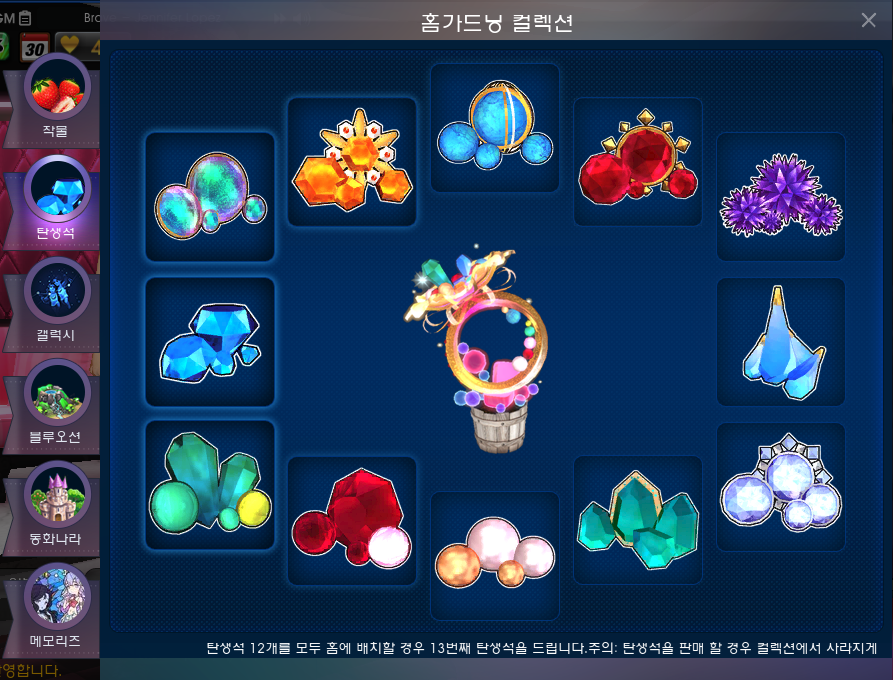 GM
Bro
홈가드닝 컬렉션
30
4
작물
탄생석
갤럭시
블루오션
동화나라
메모리즈
탄생석 12개를 모두 홈에 배치할 경우 13번째 탄생석을 드립니다.주의: 탄생석을 판매 할 경우 컬렉션에서 사라지게
영합니다.